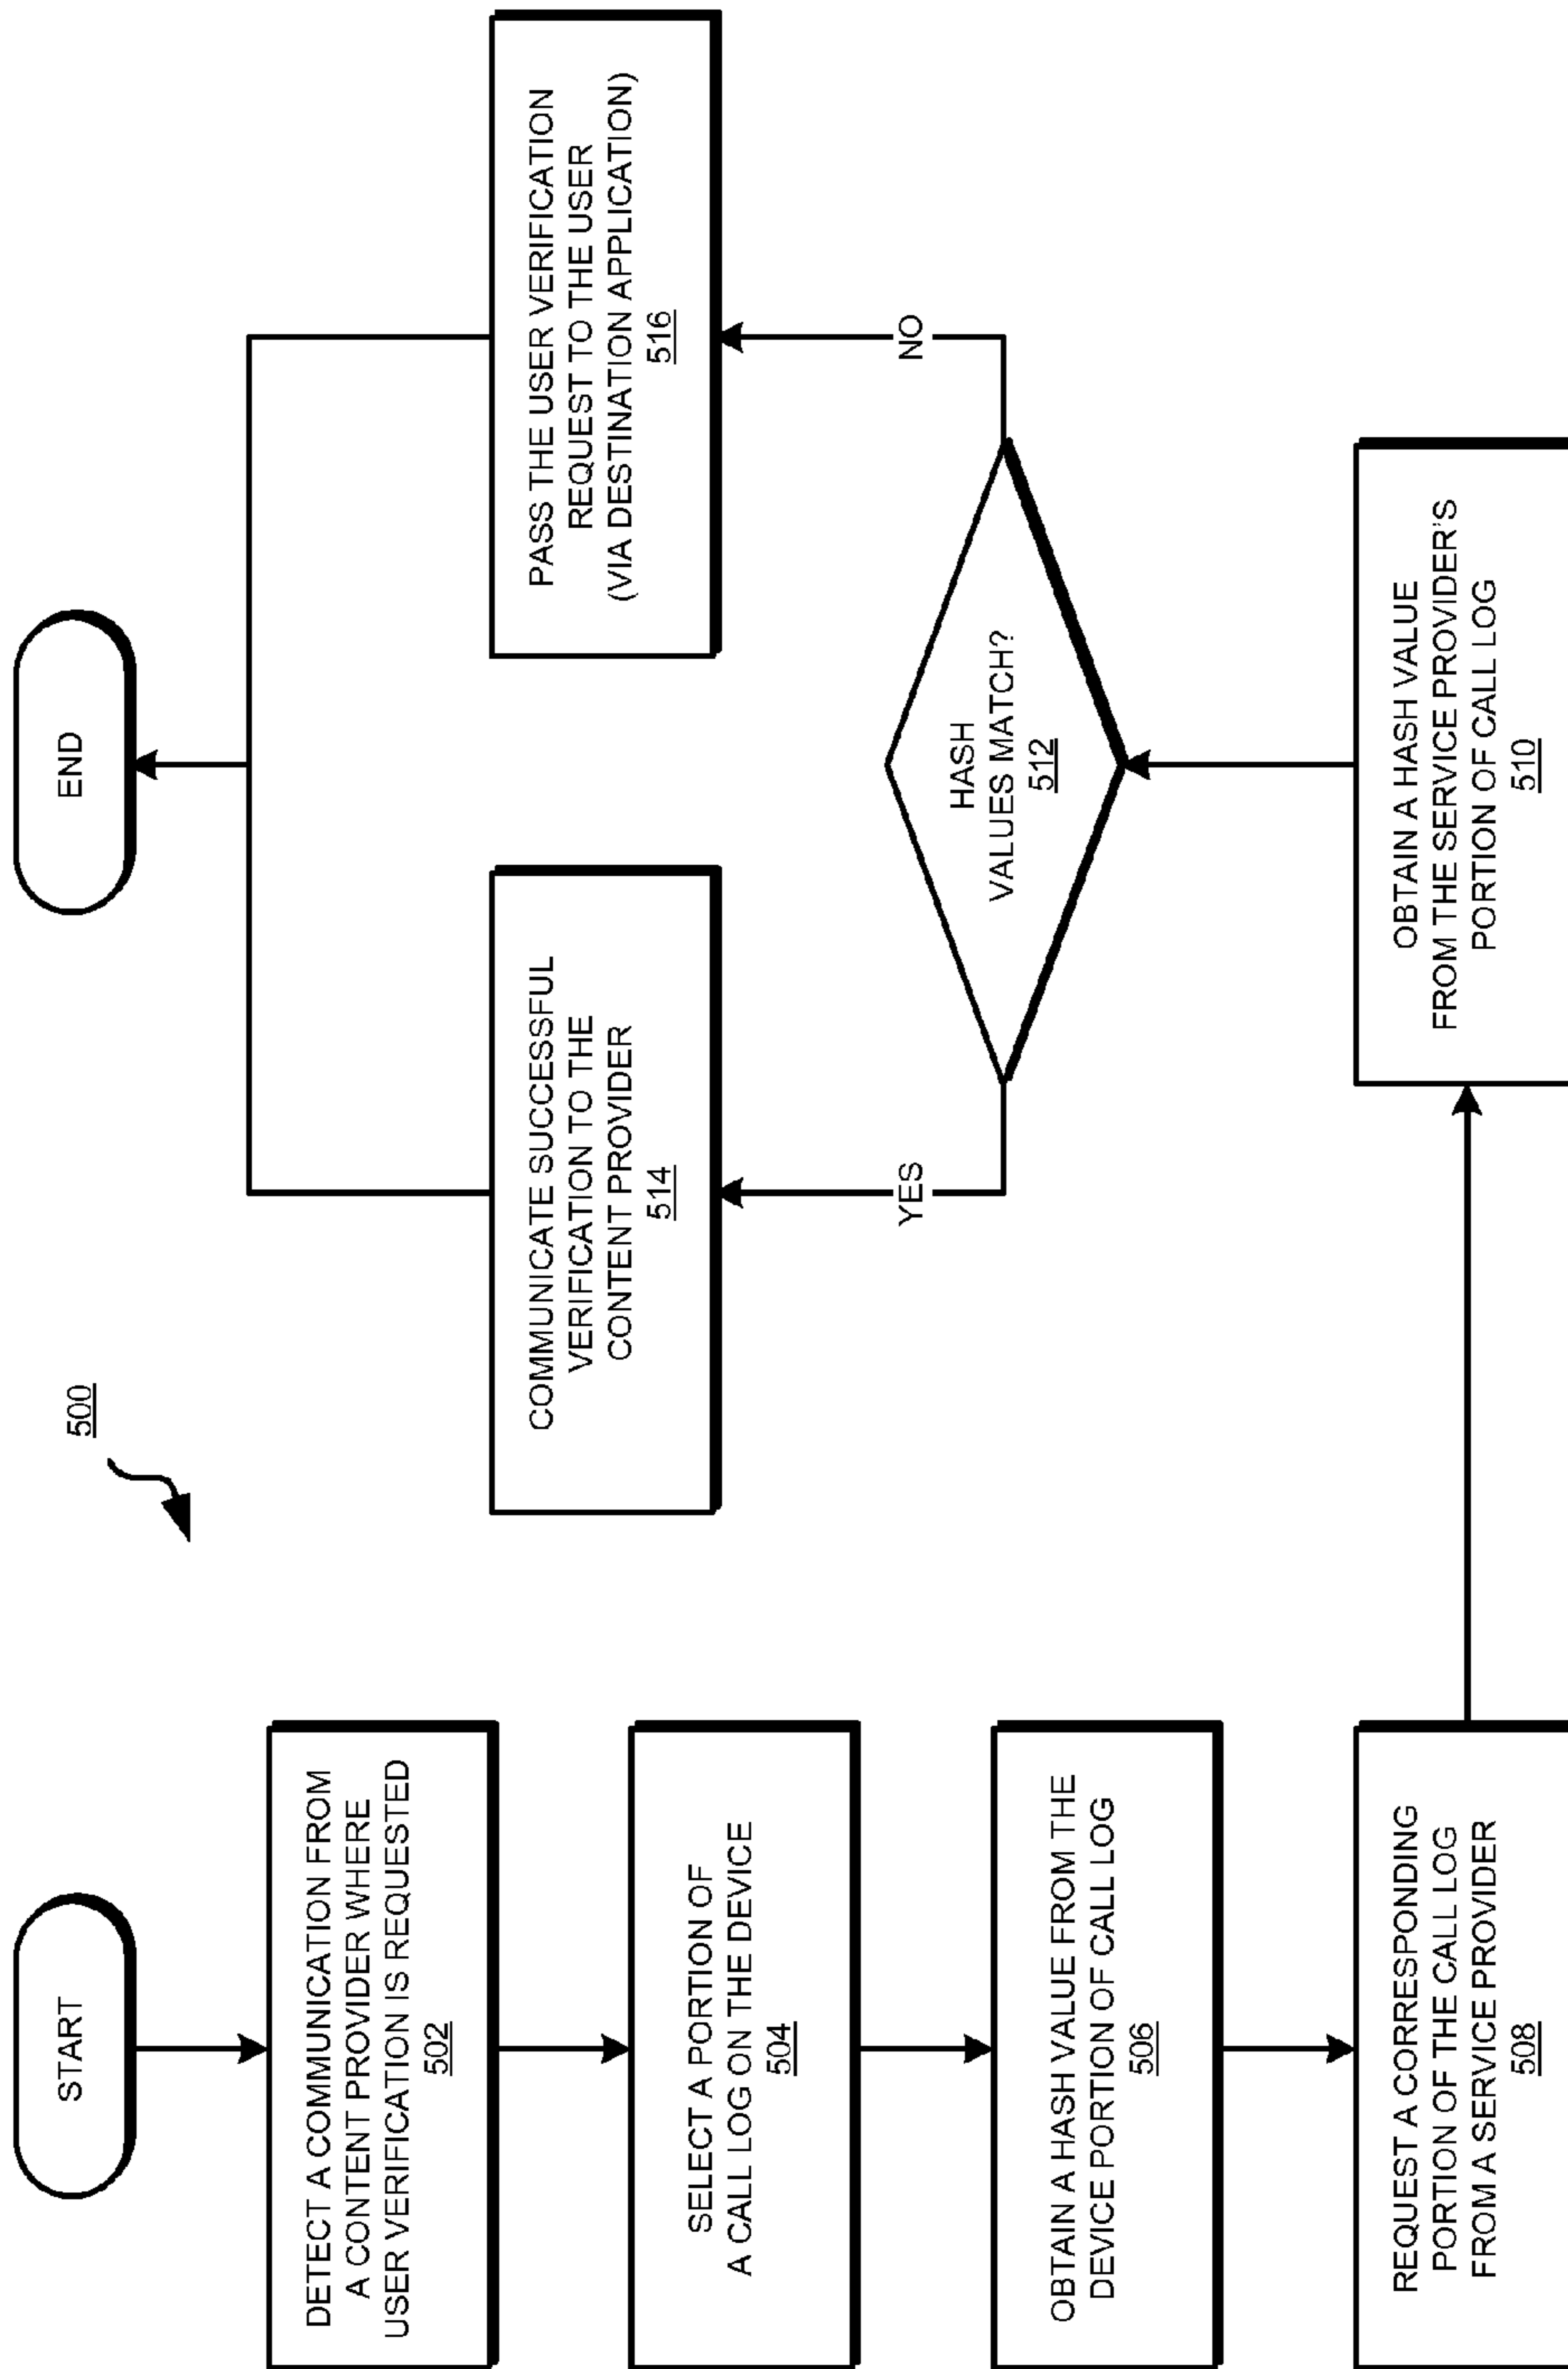 500
START
DETECT A COMMUNICATION FROM
A CONTENT PROVIDER WHERE
USER VERIFICATION IS REQUESTED
502
SELECT A PORTION OF
A CALL LOG ON THE DEVICE
504
OBTAIN A HASH VALUE FROM THE
DEVICE PORTION OF CALL LOG
506
REQUEST A CORRESPONDING
PORTION OF THE CALL LOG
FROM A SERVICE PROVIDER
508
OBTAIN A HASH VALUE
FROM THE SERVICE PROVIDER'S
PORTION OF CALL LOG
510
HASH
VALUES MATCH?
512
YES
NO
COMMUNICATE SUCCESSFUL
VERIFICATION TO THE
CONTENT PROVIDER
514
PASS THE USER VERIFICATION
REQUEST TO THE USER
(VIA DESTINATION APPLICATION)
516
END